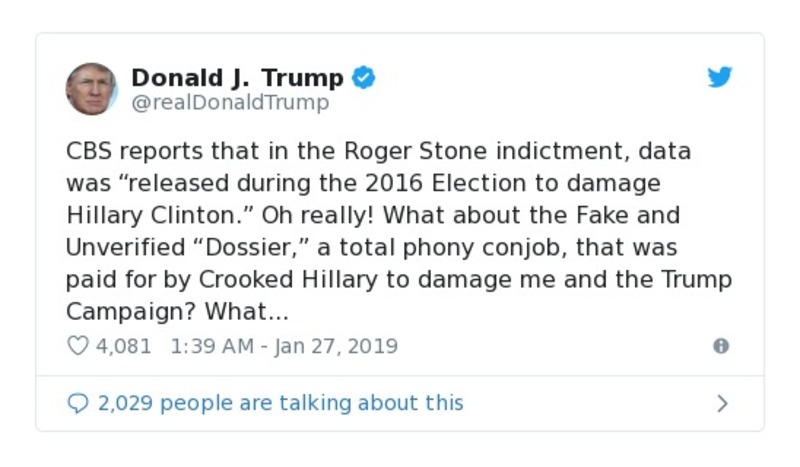 Donald J. Trump
@realDonaldTrump
CBS reports that in the Roger Stone indictment, data
was “released during the 2016 Election to damage
Hillary Clinton.” Oh really! What about the Fake and
Unverified “Dossier,” a total phony conjob, that was
paid for by Crooked Hillary to damage me and the Trump
Campaign? What...
4,081 1:39 AM - Jan 27, 2019
2,029 people are talking about this